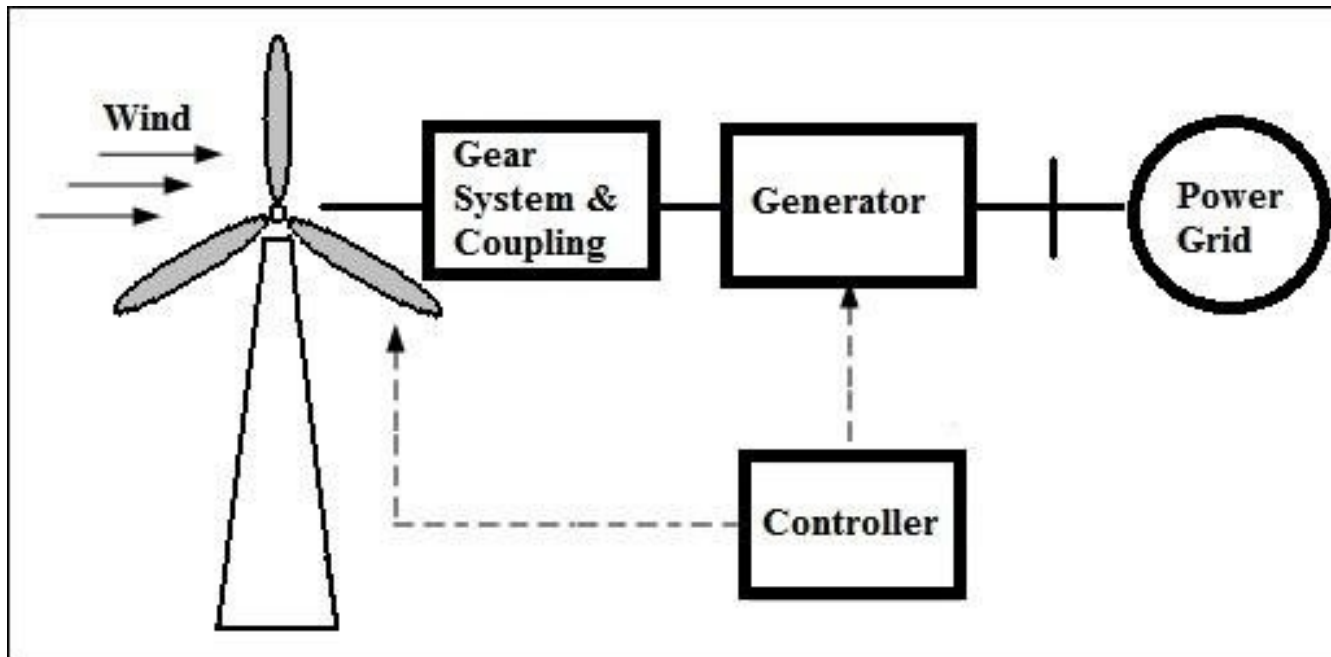 Wind
Gear
System &
Coupling
Generator
Power
Grid
Controller